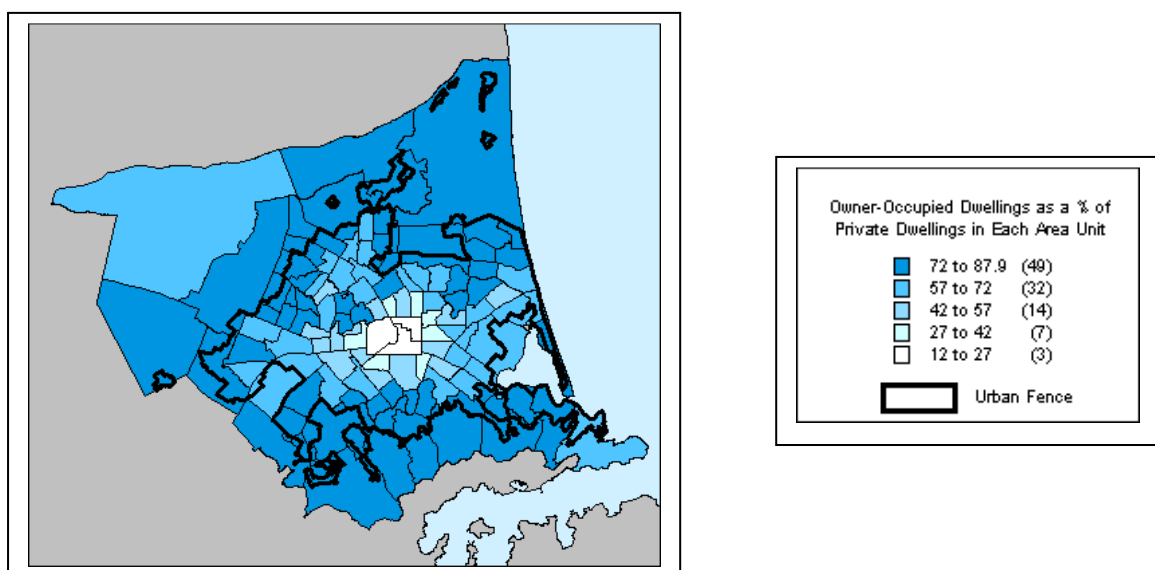 Owner-Occupied Dwellings as a % of
Private Dwellings in Each Area Unit
72 to 87.9 (49)
57 to 72 (32)
42 to 57 (14)
27 to 42 (7)
12 to 27 (3)
Urban Fence